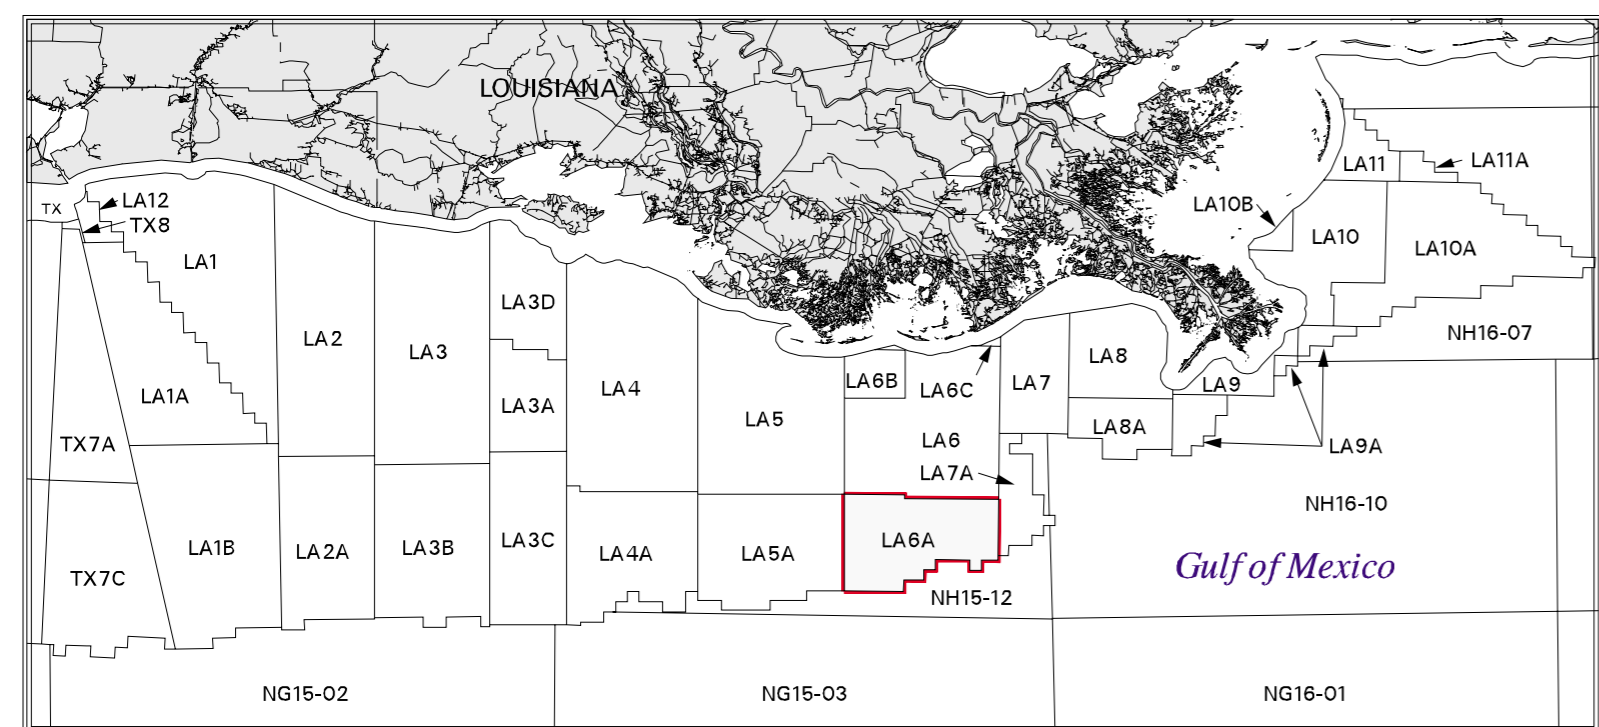 LOUISIANA
LA11
LA11A
LA12
TX
TX8
LA10B
LA1
LA10
LA10A
LA3D
LA2
LA3
NH16-07
LA8
LA6B
LA6C
LA7
LA9
LA4
LA1A
LA3A
LA5
LA8A
TX7A
LA6
LA9A
LA7A
NH16-10
LA1B
LA2A
LA3B
LA3C
LA4A
LA5A
LA6A
Gulf of Mexico
TX7C
NH15-12
NG15-02
NG15-03
NG16-01